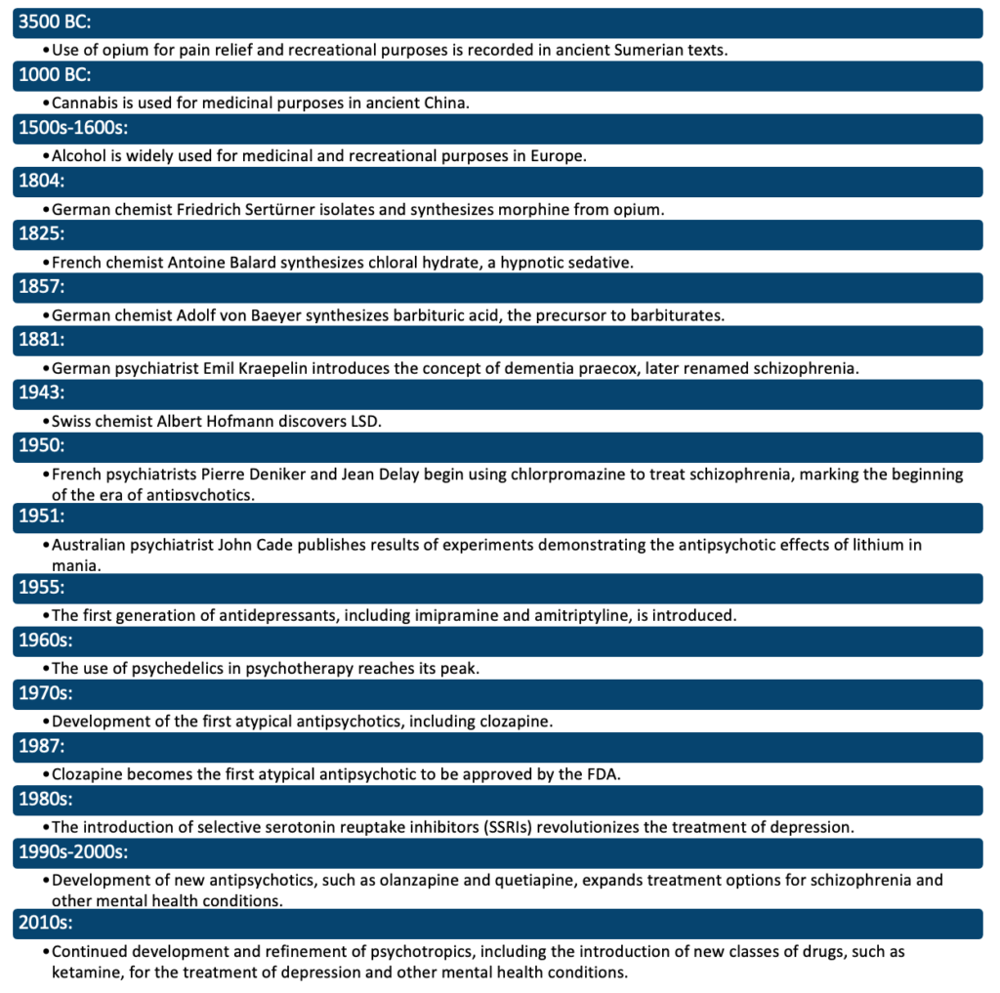 3500 BC:
•Use of opium for pain relief and recreational purposes is recorded in ancient Sumerian texts.
1000 BC:
•Cannabis is used for medicinal purposes in ancient China.
1500s-1600s:
•Alcohol is widely used for medicinal and recreational purposes in Europe.
1804:
•German chemist Friedrich Sertürner isolates and synthesizes morphine from opium.
1825:
•French chemist Antoine Balard synthesizes chloral hydrate, a hypnotic sedative.
1857:
•German chemist Adolf von Baeyer synthesizes barbituric acid, the precursor to barbiturates.
1881:
•German psychiatrist Emil Kraepelin introduces the concept of dementia praecox, later renamed schizophrenia.
1943:
•Swiss chemist Albert Hofmann discovers LSD.
1950:
•French psychiatrists Pierre Deniker and Jean Delay begin using chlorpromazine to treat schizophrenia, marking the beginning
of the era of antipsychotics.
1951:
•Australian psychiatrist John Cade publishes results of experiments demonstrating the antipsychotic effects of lithium in
mania.
1955:
•The first generation of antidepressants, including imipramine and amitriptyline, is introduced.
1960s:
•The use of psychedelics in psychotherapy reaches its peak.
1970s:
•Development of the first atypical antipsychotics, including clozapine.
1987:
•Clozapine becomes the first atypical antipsychotic to be approved by the FDA.
1980s:
•The introduction of selective serotonin reuptake inhibitors (SSRIs) revolutionizes the treatment of depression.
1990s-2000s:
•Development of new antipsychotics, such as olanzapine and quetiapine, expands treatment options for schizophrenia and
other mental health conditions.
2010s:
•Continued development and refinement of psychotropics, including the introduction of new classes of drugs, such as
ketamine, for the treatment of depression and other mental health conditions.